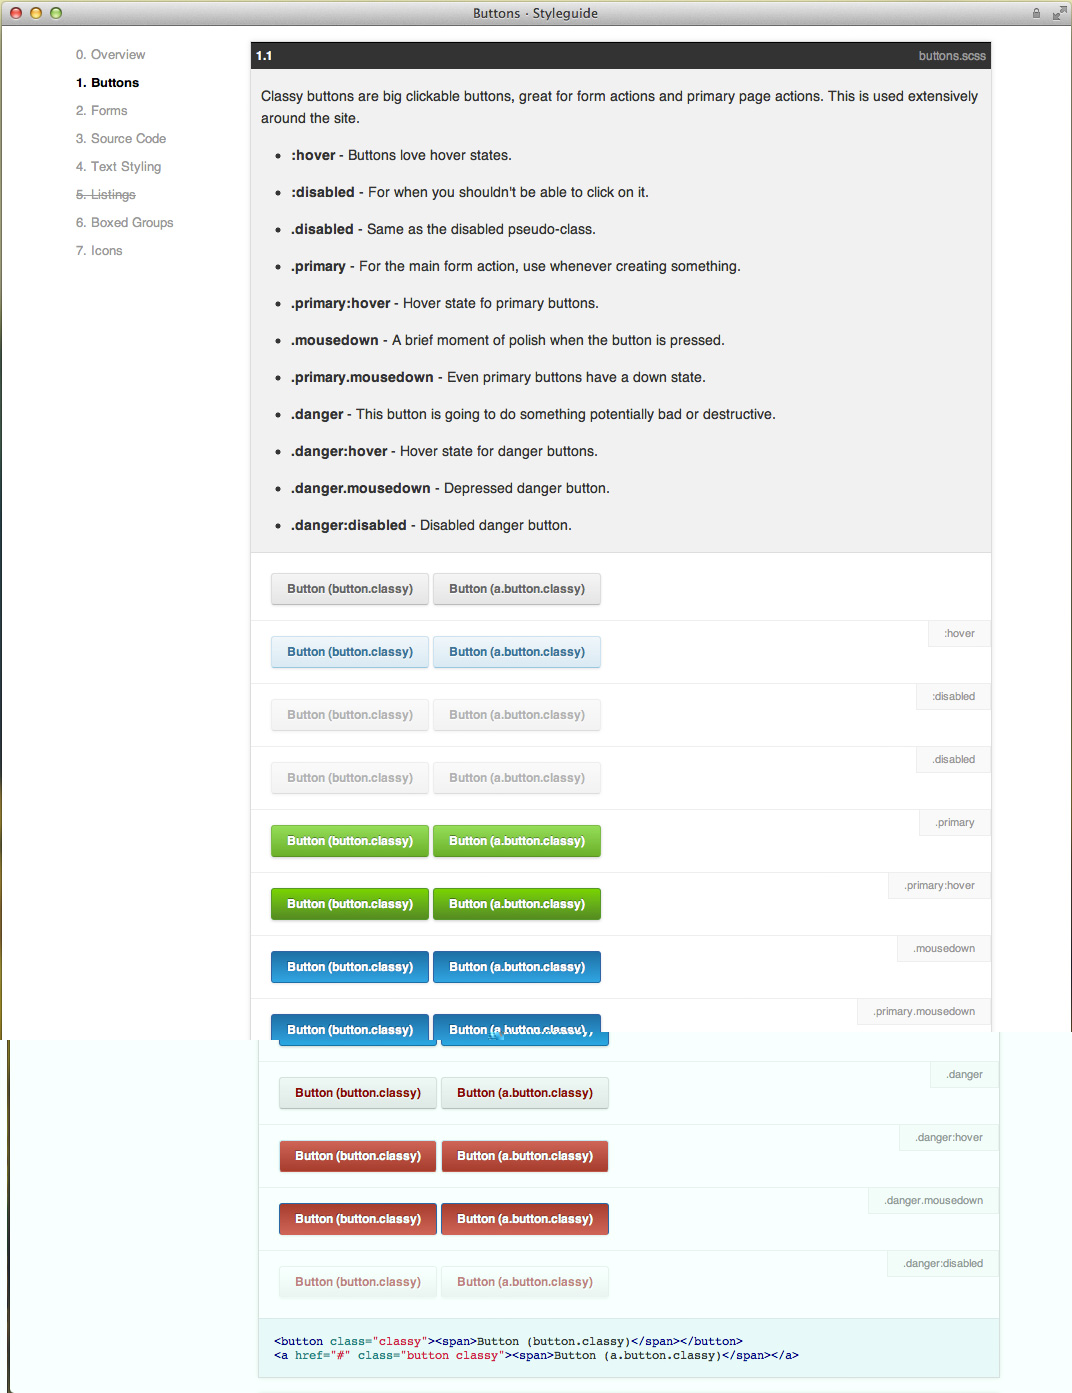 Buttons · Styleguide
0. Overview
1. Buttons
2. Forms
3. Source Code
4. Text Styling
5. Listings
6. Boxed Groups
7. Icons
1.1
buttons.scss
Classy buttons are big clickable buttons, great for form actions and primary page actions. This is used extensively
around the site.
:hover - Buttons love hover states.
:disabled - For when you shouldn't be able to click on it.
.disabled - Same as the disabled pseudo-class.
.primary - For the main form action, use whenever creating something.
.primary:hover - Hover state fo primary buttons.
.mousedown - A brief moment of polish when the button is pressed.
.primary.mousedown - Even primary buttons have a down state.
.danger - This button is going to do something potentially bad or destructive.
.danger:hover - Hover state for danger buttons.
.danger.mousedown - Depressed danger button.
.danger:disabled - Disabled danger button.
Button (button.classy) Button (a.button.classy)
:hover
Button (button.classy) Button (a.button.classy)
:disabled
Button (button.classy) Button (a.button.classy)
.disabled
Button (button.classy) Button (a.button.classy)
.primary
Button (button.classy) Button (a.button.classy)
.primary:hover
Button (button.classy) Button (a.button.classy)
.mousedown
Button (button.classy) Button (a.button.classy)
.primary.mousedown
Button (button.classy) Button (a.button.classy)
.danger
Button (button.classy) Button (a.button.classy)
.danger:hover
Button (button.classy) Button (a.button.classy)
.danger.mousedown
Button (button.classy) Button (a.button.classy)
.danger:disabled
Button (button.classy) Button (a.button.classy)
<button class="classy"><span>Button (button.classy)</span></button>
<a href="#" class="button classy"><span>Button (a.button.classy)</span></a>